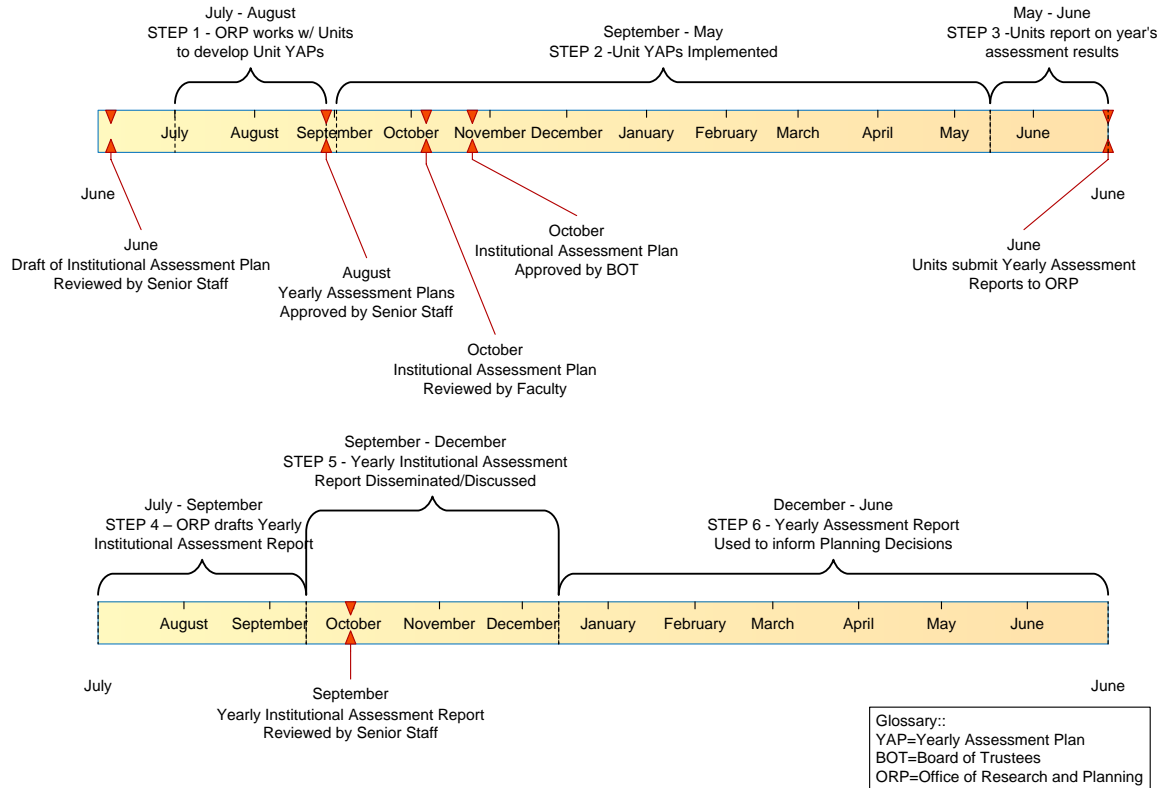 July - August
STEP 1 - ORP works w/ Units
to develop Unit YAPs
September - May
STEP 2 -Unit YAPs Implemented
May - June
STEP 3 -Units report on year's
assessment results
July
August
September
October
November
December
January
February
March
April
May
June
June
June
June
Draft of Institutional Assessment Plan
Reviewed by Senior Staff
August
Yearly Assessment Plans
Approved by Senior Staff
October
Institutional Assessment Plan
Reviewed by Faculty
October
Institutional Assessment Plan
Approved by BOT
June
Units submit Yearly Assessment
Reports to ORP
July - September
STEP 4 – ORP drafts Yearly
Institutional Assessment Report
September - December
STEP 5 - Yearly Institutional Assessment
Report Disseminated/Discussed
December - June
STEP 6 - Yearly Assessment Report
Used to inform Planning Decisions
August
September
October
November
December
January
February
March
April
May
June
July
June
September
Yearly Institutional Assessment Report
Reviewed by Senior Staff
Glossary::
YAP=Yearly Assessment Plan
BOT=Board of Trustees
ORP=Office of Research and Planning